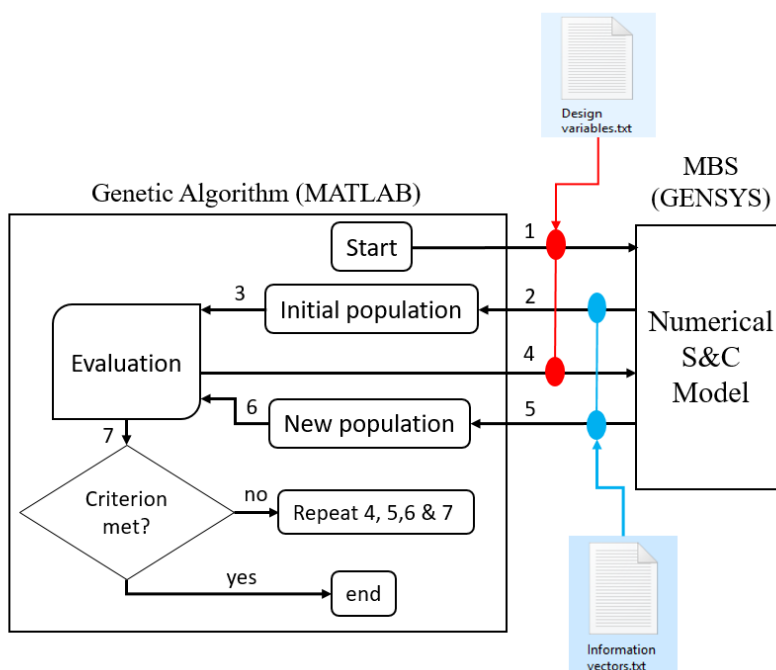 Design
variables.txt
Genetic Algorithm (MATLAB)
MBS
(GENSYS)
Start
1
3
Initial population
2
Evaluation
4
Numerical
S&C
Model
6
New population
5
7
Criterion
met?
no
Repeat 4, 5,6 & 7
yes
end
Information
vectors.txt